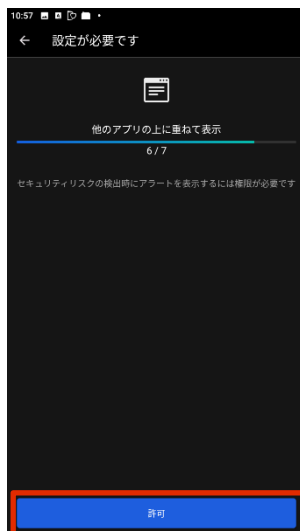 10:57
設定が必要です
他のアプリの上に重ねて表示
6 / 7
セキュリティリスクの検出時にアラートを表示するには権限が必要です
許可